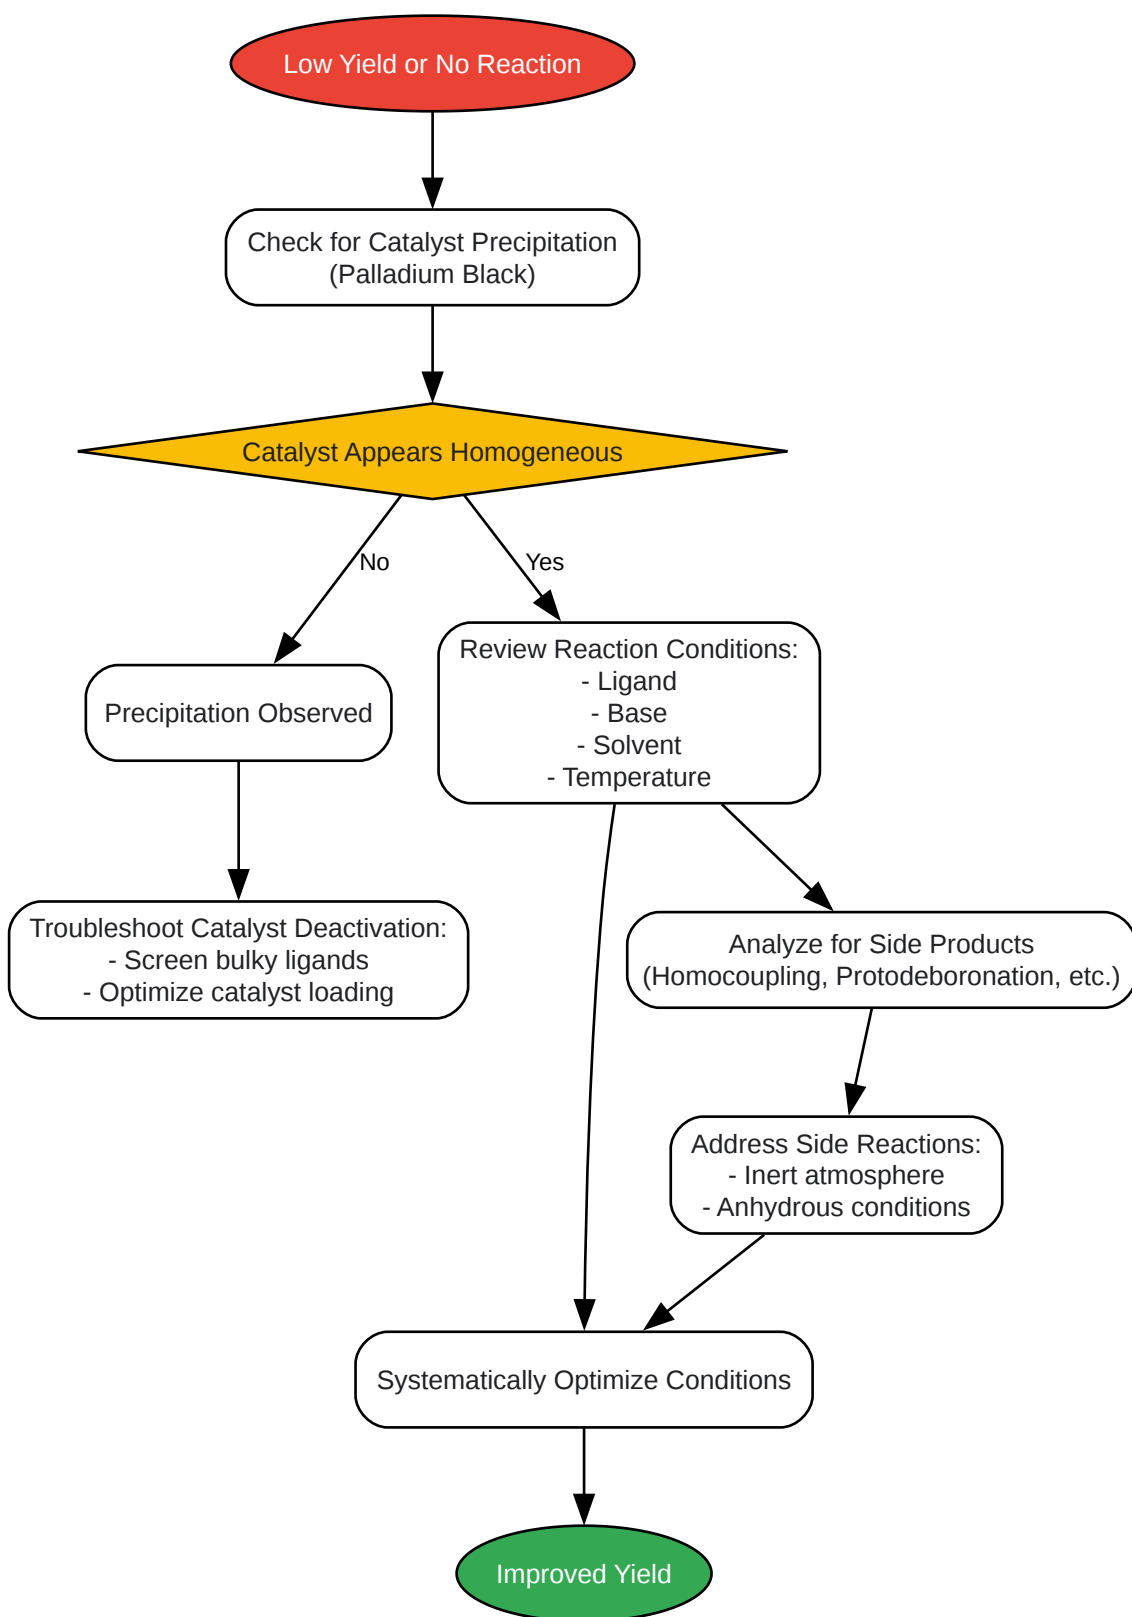 Low Yield or No Reaction
Check for Catalyst Precipitation
(Palladium Black)
Catalyst Appears Homogeneous
No
Yes
Review Reaction Conditions:
- Ligand
- Base
- Solvent
- Temperature
Precipitation Observed
Troubleshoot Catalyst Deactivation:
- Screen bulky ligands
- Optimize catalyst loading
Analyze for Side Products
(Homocoupling, Protodeboronation, etc.)
Address Side Reactions:
- Inert atmosphere
- Anhydrous conditions
Systematically Optimize Conditions
Improved Yield